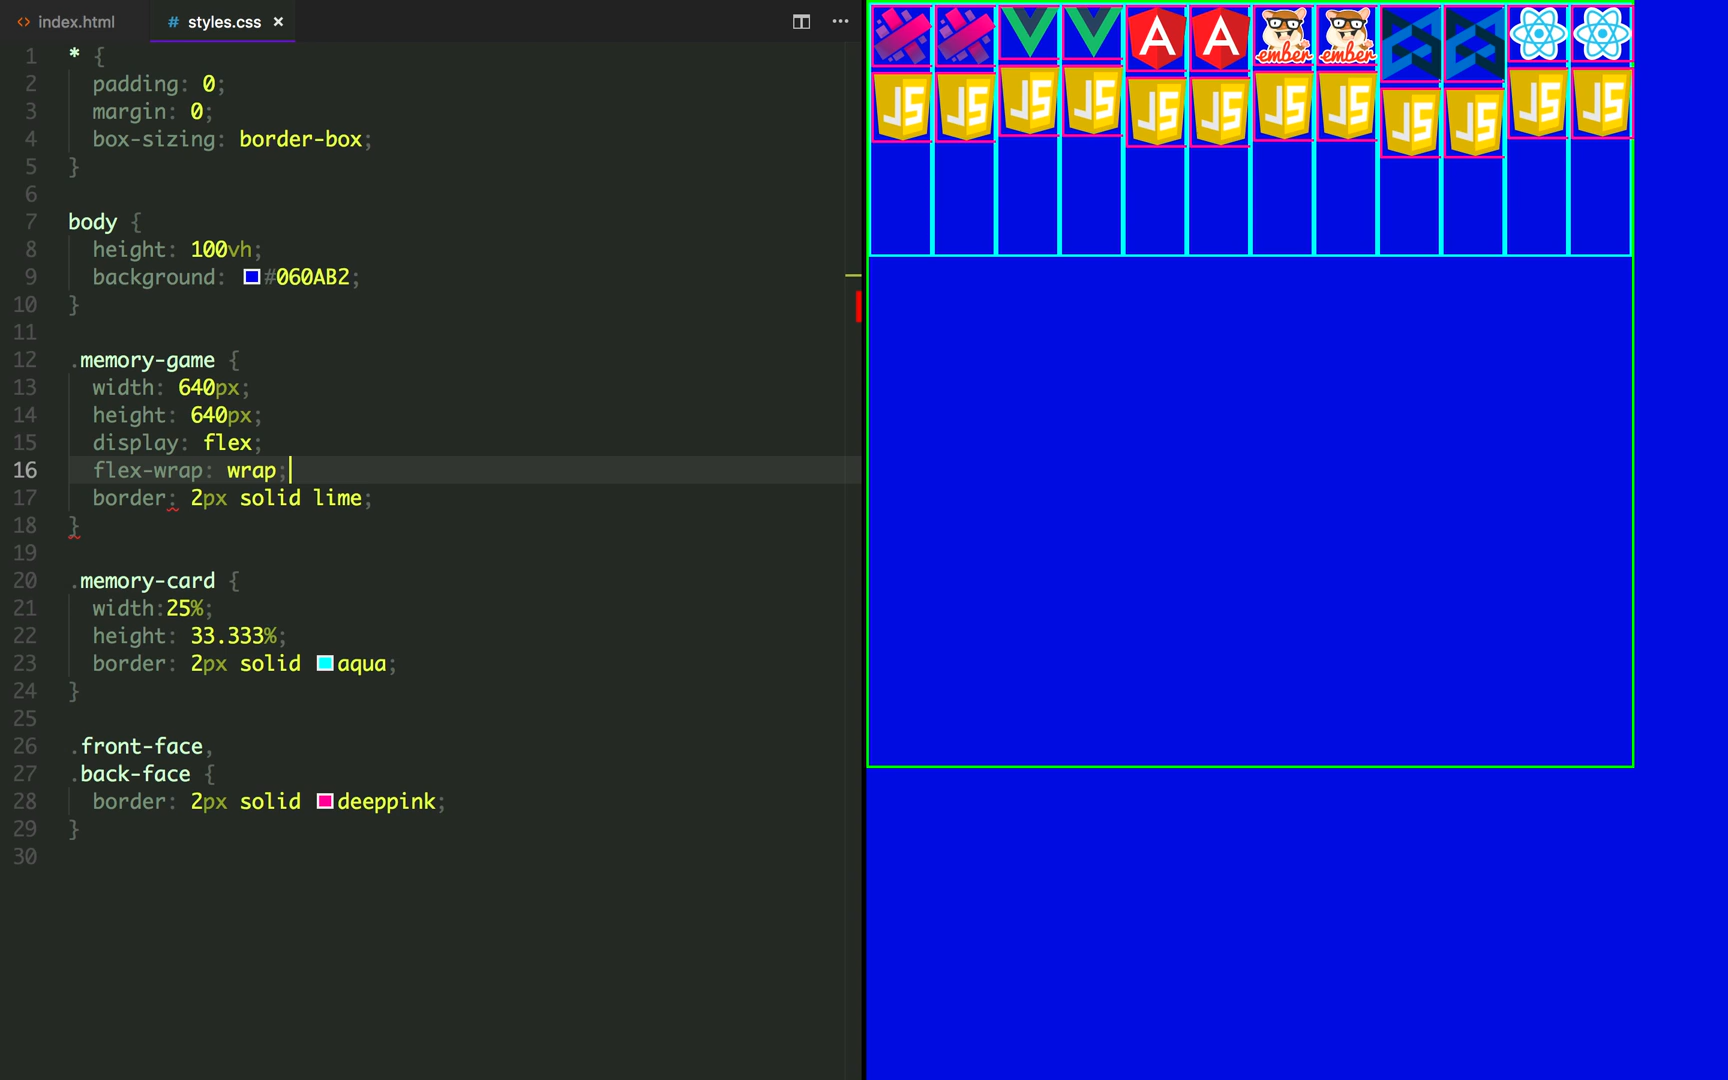 <> index.html
# styles.css ×
1 * {
2 padding: 0;
3 margin: 0;
4 box-sizing: border-box;
5 }
6
7 body {
8 height: 100vh;
9 background: #060AB2;
10 }
11
12 .memory-game {
13 width: 640px;
14 height: 640px;
15 display: flex;
16 flex-wrap: wrap;
17 border: 2px solid lime;
18 }
19
20 .memory-card {
21 width:25%;
22 height: 33.333%;
23 border: 2px solid aqua;
24 }
25
26 .front-face,
27 .back-face {
28 border: 2px solid deeppink;
29 }
30
A A ember ember
JS JS JS JS JS JS JS JS JS JS JS JS